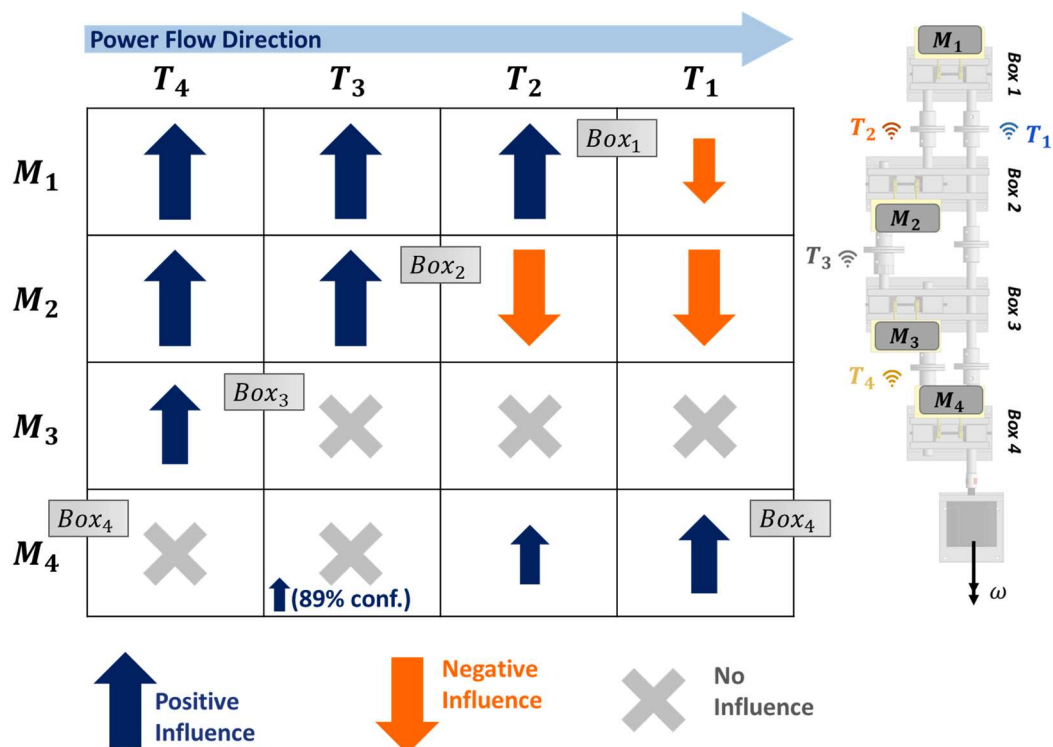 Power Flow Direction
T₄ T₃ T₂ T₁
M₁ Box₁
M₂ Box₂
M₃ Box₃
M₄ Box₄ Box₄
(89% conf.)
Positive
Influence
Negative
Influence
No
Influence
M₁
Box 1
T₂ T₁
Box 2
M₂
T₃
Box 3
M₃
T₄
M₄
Box 4
ω